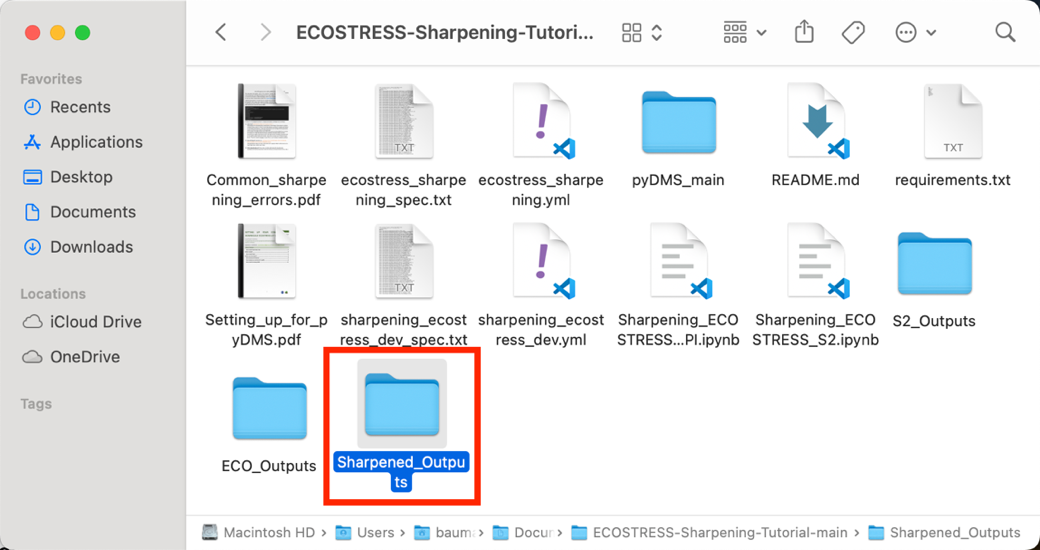 ECOSTRESS-Sharpening-Tutori...
Favorites
Recents
Applications
Desktop
Documents
Downloads
Locations
iCloud Drive
OneDrive
Tags
Common_sharpe
ning_errors.pdf
TXT
ecostress_sharpe
ning_spec.txt
ecostress_sharpe
ning.yml
pyDMS_main
README.md
TXT
requirements.txt
Setting_up_for_p
yDMS.pdf
TXT
sharpening_ecost
ress_dev_spec.txt
sharpening_ecost
ress_dev.yml
Sharpening_ECO
STRESS...PI.ipynb
Sharpening_ECO
STRESS_S2.ipynb
S2_Outputs
ECO_Outputs
Sharpened_Outpu
ts
Macintosh HD › Users › baum › Docur › ECOSTRESS-Sharpening-Tutorial-main › Sharpened_Outputs